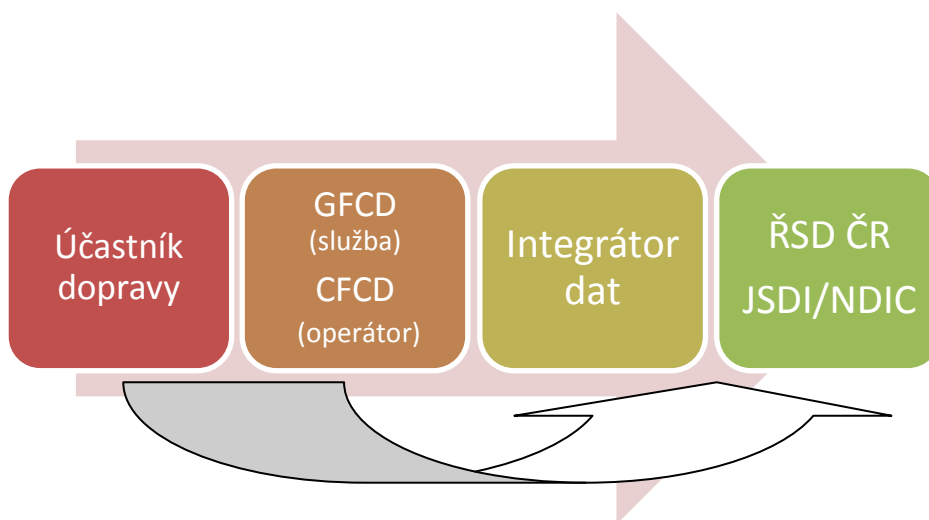 Účastník
dopravy
GFCD
(služba)
CFCD
(operátor)
Integrátor
dat
ŘSD ČR
JSDI/NDIC